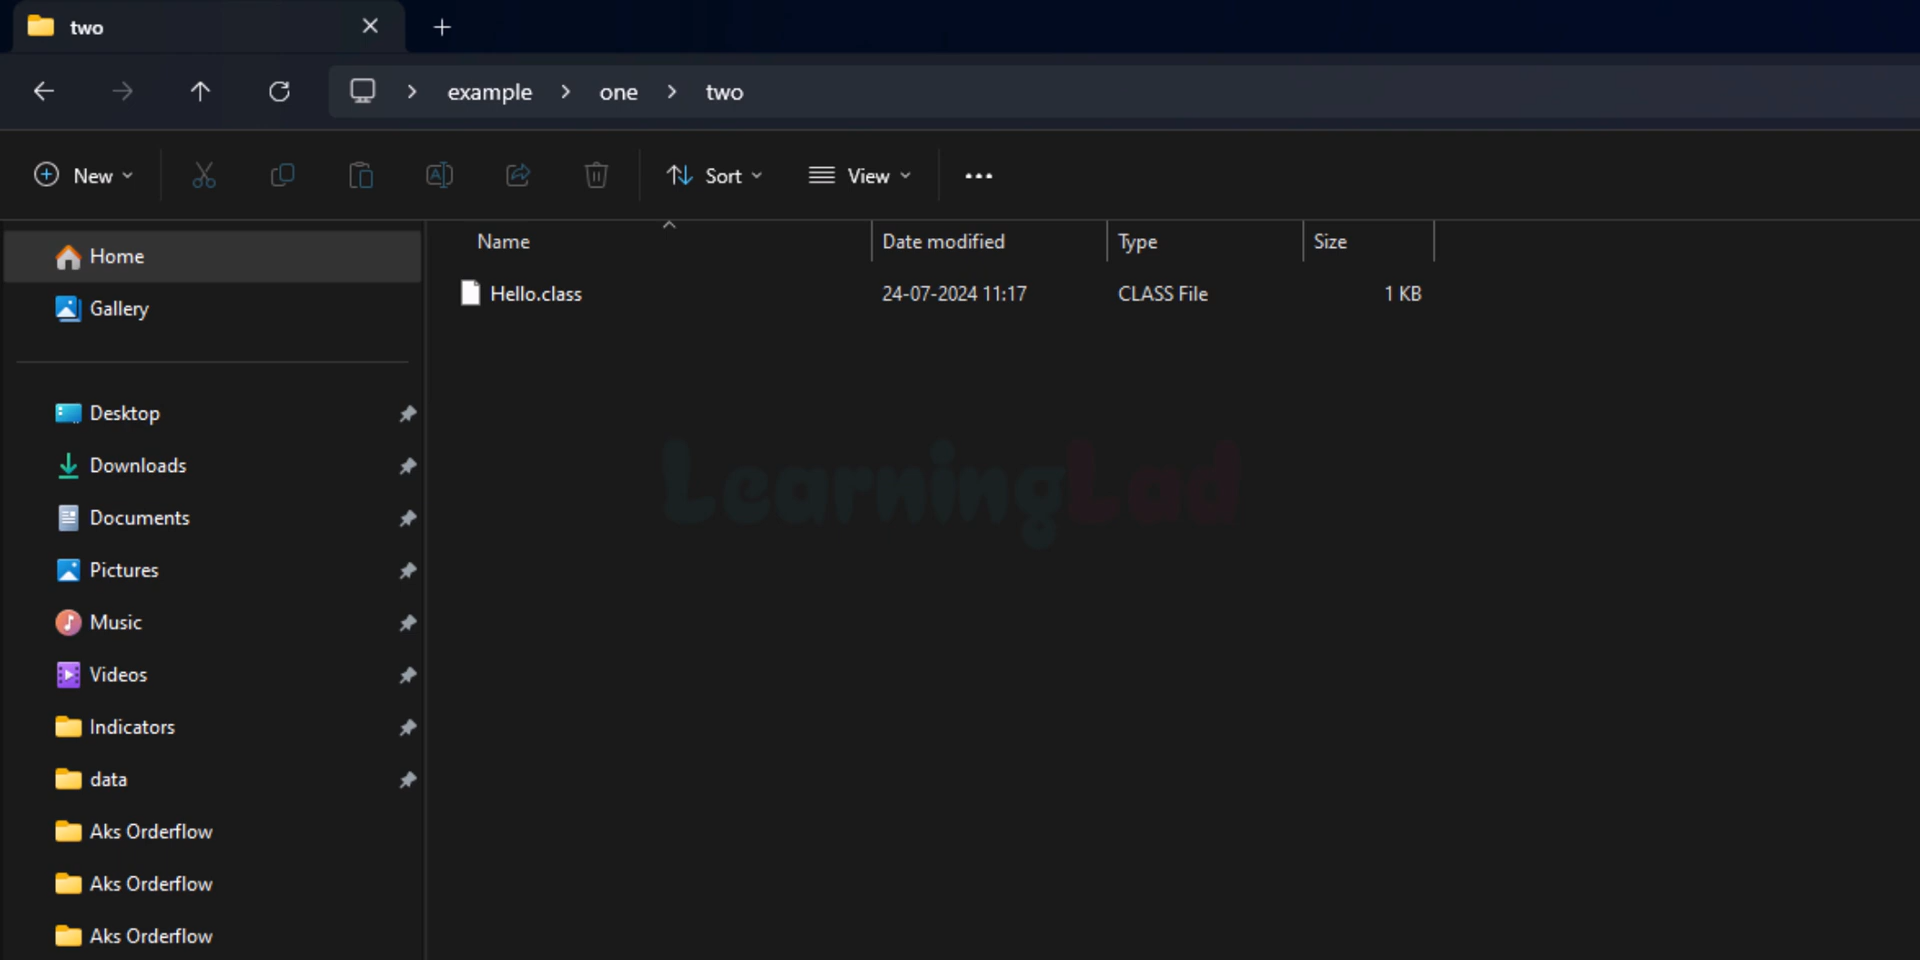 two
example > one > two
New Sort View
Name Date modified Type Size
Hello.class 24-07-2024 11:17 CLASS File 1 KB
Home
Gallery
Desktop
Downloads
Documents
Pictures
Music
Videos
Indicators
data
Aks Orderflow
Aks Orderflow
Aks Orderflow
LearningLad